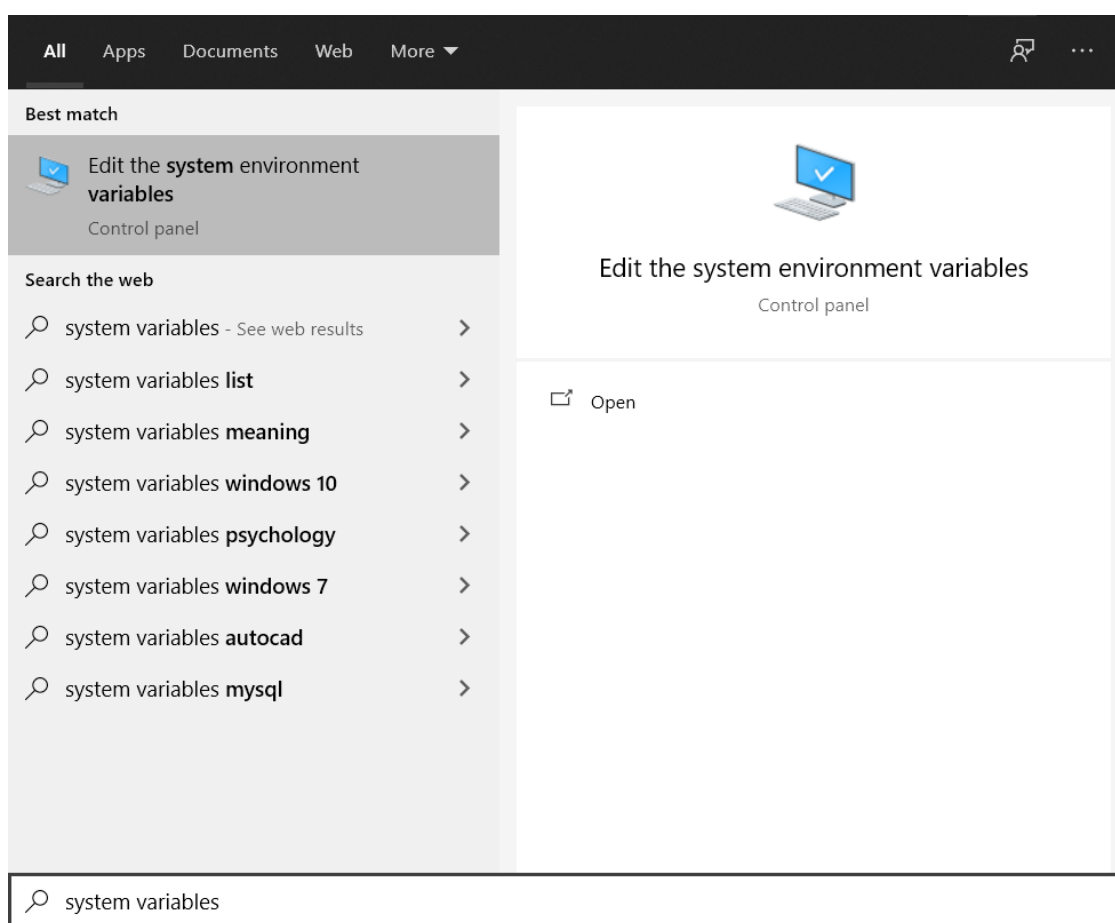 All Apps Documents Web More
Best match
Edit the system environment
variables
Control panel
Search the web
system variables - See web results
system variables list
system variables meaning
system variables windows 10
system variables psychology
system variables windows 7
system variables autocad
system variables mysql
Edit the system environment variables
Control panel
Open
system variables